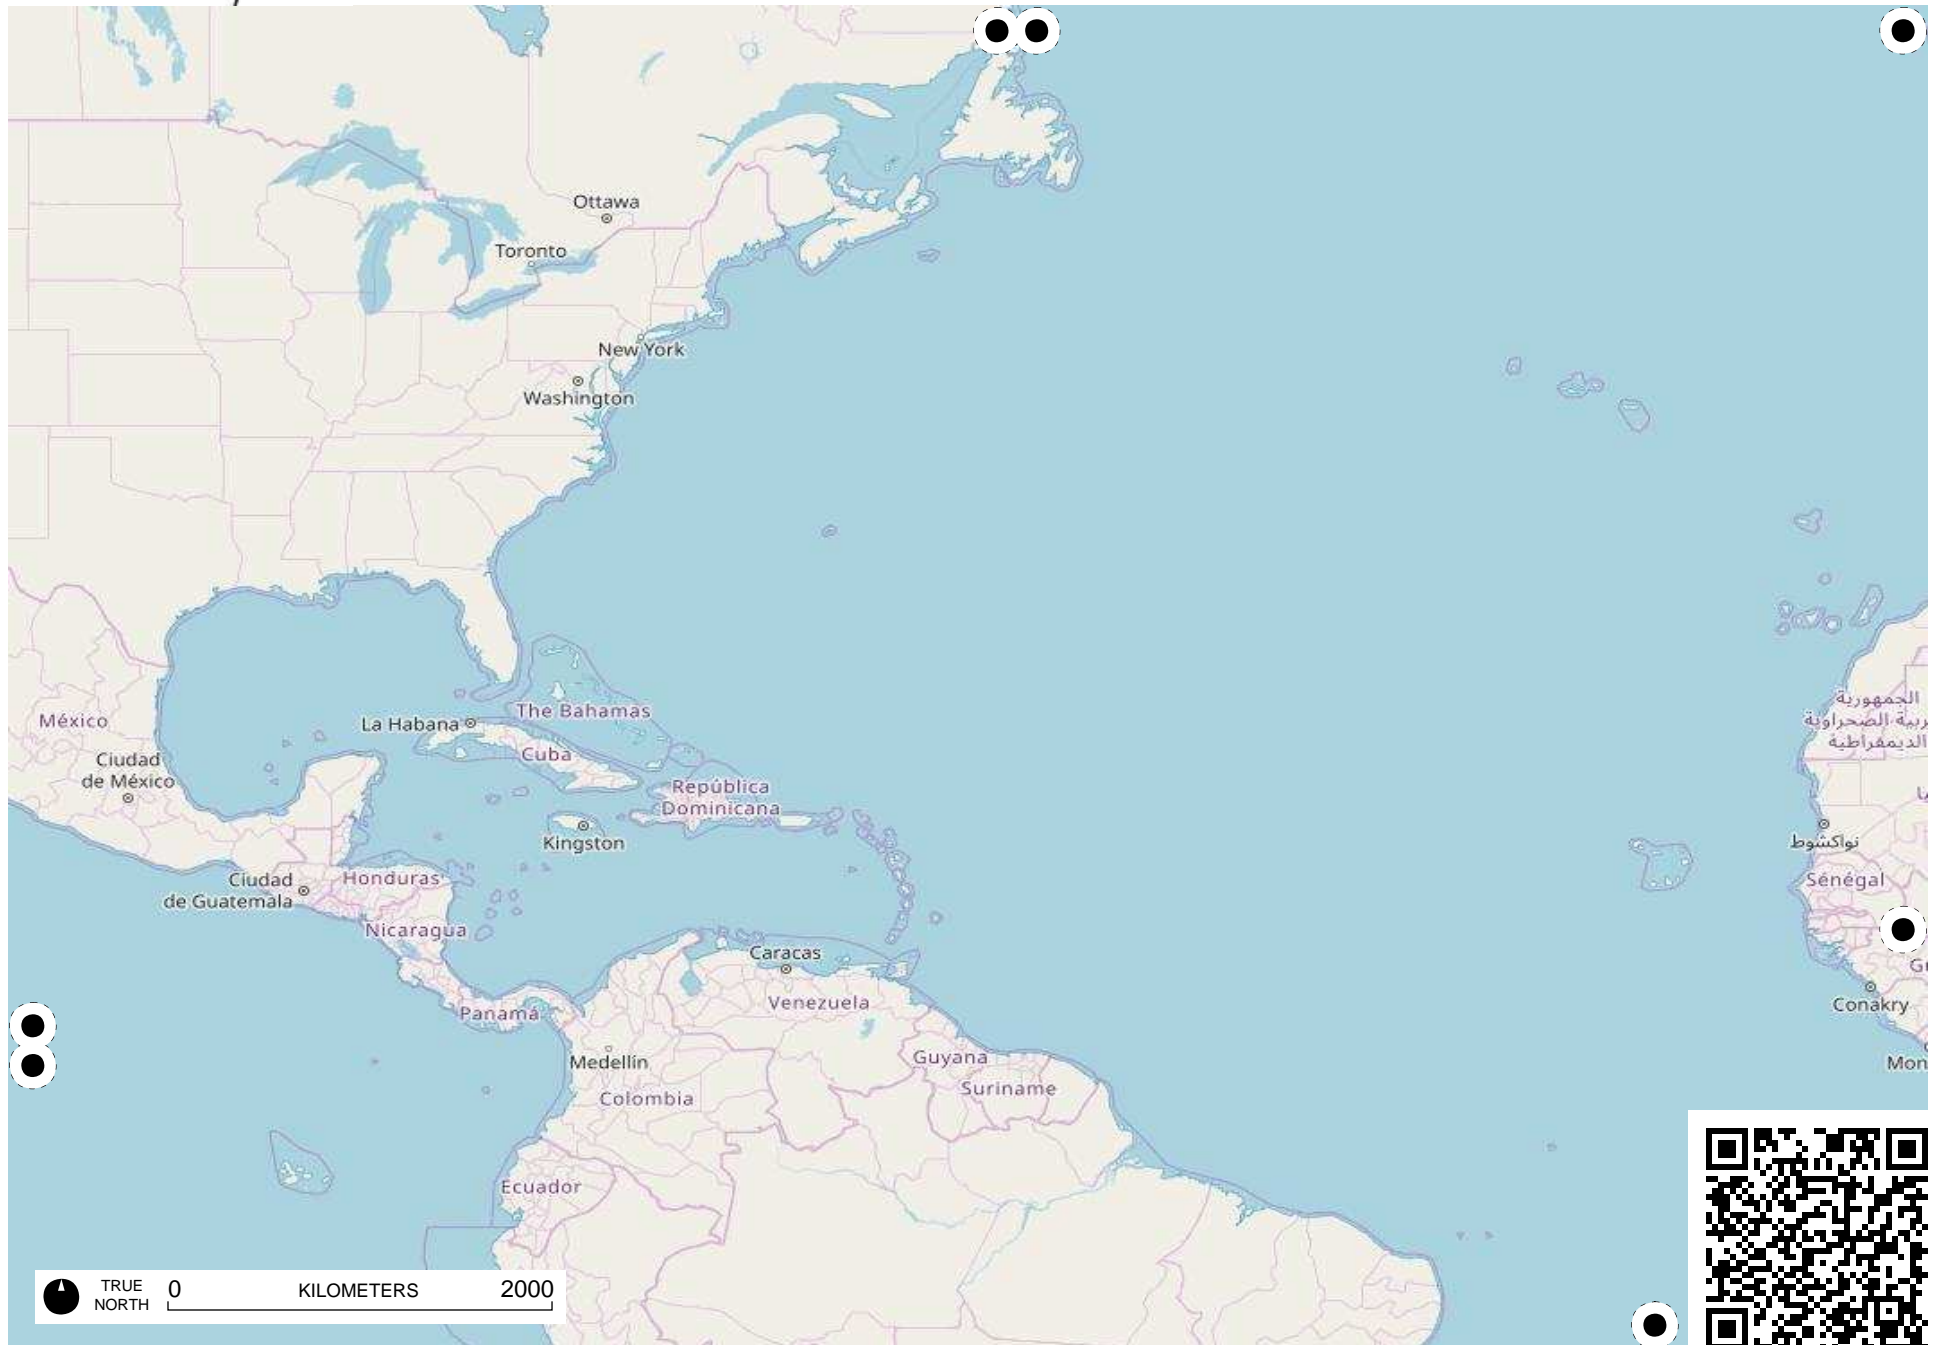 Ottawa
Toronto
New York
Washington
الجمهورية
الديمقراطية
México
La Habana
The Bahamas
Cuba
Ciudad
de México
República
Dominicana
Kingston
نواكشوط
Ciudad
de Guatemala
Honduras
Sénégal
Nicaragua
Caracas
Venezuela
Conakry
Panamá
Medellín
Guyana
Suriname
Colombia
Ecuador
TRUE
NORTH
0 KILOMETERS 2000